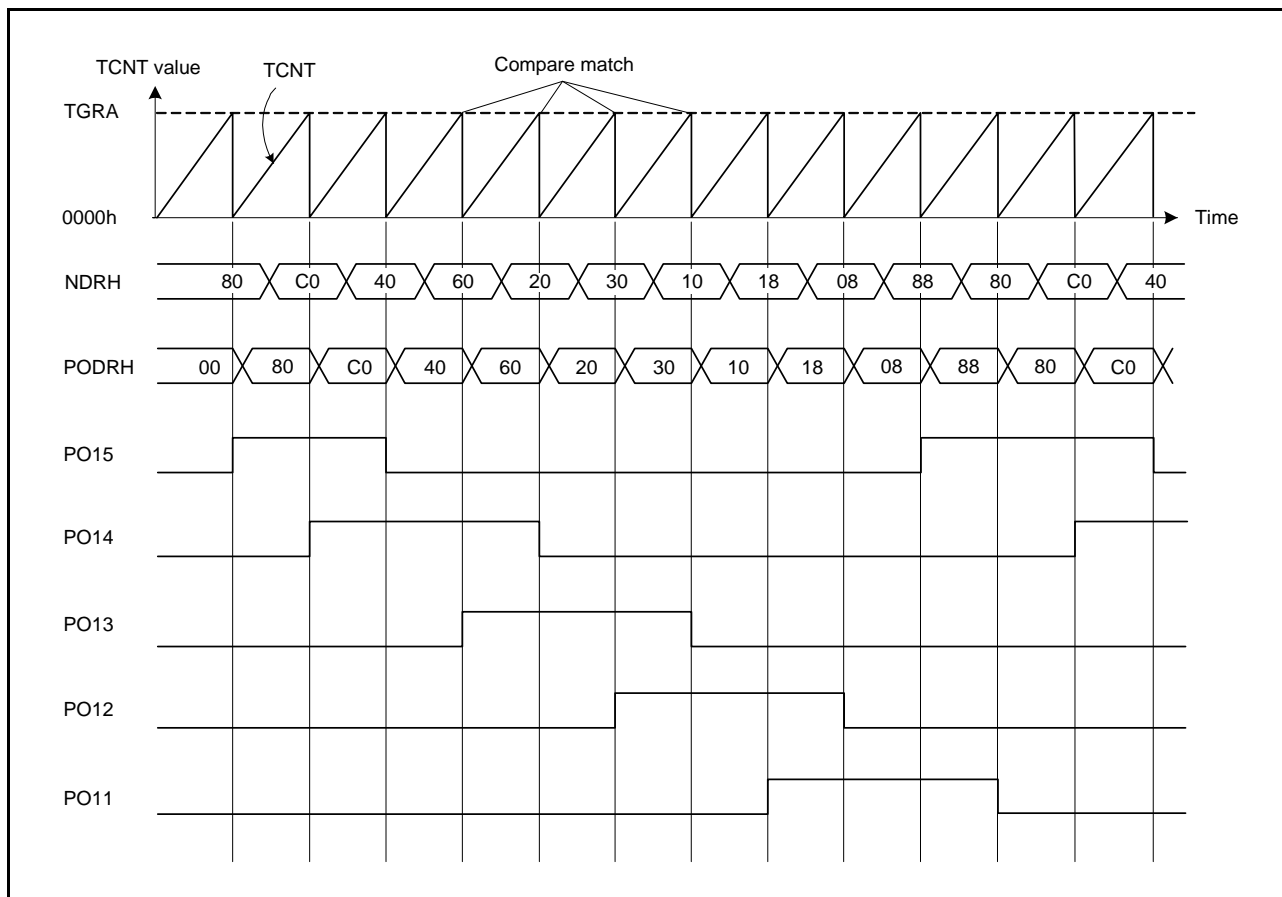 TCNT value
TCNT
Compare match
TGRA
0000h
Time
NDRH 80 C0 40 60 20 30 10 18 08 88 80 C0 40
PODRH 00 80 C0 40 60 20 30 10 18 08 88 80 C0
PO15
PO14
PO13
PO12
PO11